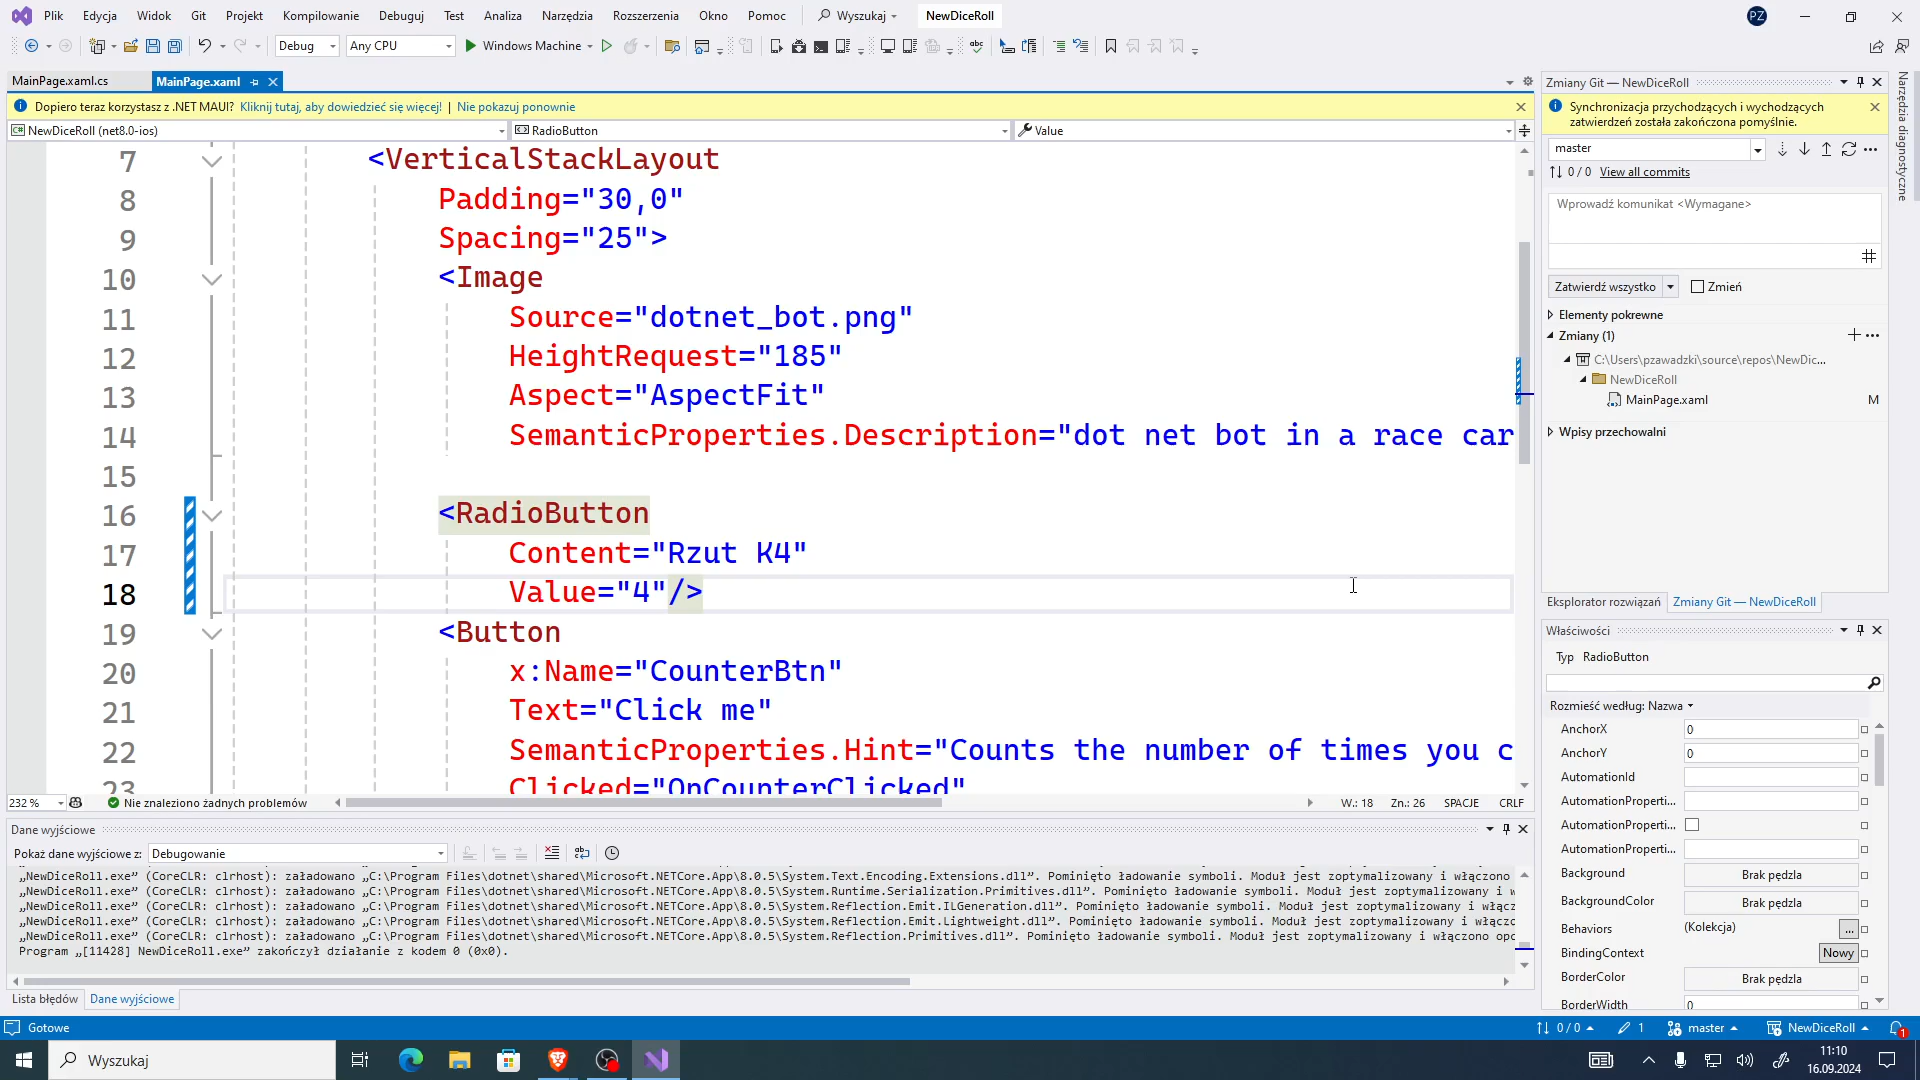 Plik Edycja Widok Git Projekt Kompilowanie Debuguj Test Analiza Narzędzia Rozszerzenia Okno Pomoc Wyszukaj NewDiceRoll PZ
Debug Any CPU Windows Machine
MainPage.xaml.cs MainPage.xaml
Dopiero teraz korzystasz z .NET MAUI? Kliknij tutaj, aby dowiedzieć się więcej! | Nie pokazuj ponownie
NewDiceRoll (net8.0-ios) RadioButton Value
7 <VerticalStackLayout
8 Padding="30,0"
9 Spacing="25">
10 <Image
11 Source="dotnet_bot.png"
12 HeightRequest="185"
13 Aspect="AspectFit"
14 SemanticProperties.Description="dot net bot in a race car
15
16 <RadioButton
17 Content="Rzut K4"
18 Value="4"/>
19 <Button
20 x:Name="CounterBtn"
21 Text="Click me"
22 SemanticProperties.Hint="Counts the number of times you c
23 Clicked="OnCounterClicked"
232 % Nie znaleziono żadnych problemów W.: 18 Zn.: 26 SPACJE CRLF
Dane wyjściowe
Pokaż dane wyjściowe z: Debugowanie
„NewDiceRoll.exe” (CoreCLR: clrhost): załadowano „C:\Program Files\dotnet\shared\Microsoft.NETCore.App\8.0.5\System.Text.Encoding.Extensions.dll”. Pominięto ładowanie symboli. Moduł jest zoptymalizowany i włączono
„NewDiceRoll.exe” (CoreCLR: clrhost): załadowano „C:\Program Files\dotnet\shared\Microsoft.NETCore.App\8.0.5\System.Runtime.Serialization.Primitives.dll”. Pominięto ładowanie symboli. Moduł jest zoptymalizowany i w
„NewDiceRoll.exe” (CoreCLR: clrhost): załadowano „C:\Program Files\dotnet\shared\Microsoft.NETCore.App\8.0.5\System.Reflection.Emit.ILGeneration.dll”. Pominięto ładowanie symboli. Moduł jest zoptymalizowany i włą
„NewDiceRoll.exe” (CoreCLR: clrhost): załadowano „C:\Program Files\dotnet\shared\Microsoft.NETCore.App\8.0.5\System.Reflection.Emit.Lightweight.dll”. Pominięto ładowanie symboli. Moduł jest zoptymalizowany i włącz
„NewDiceRoll.exe” (CoreCLR: clrhost): załadowano „C:\Program Files\dotnet\shared\Microsoft.NETCore.App\8.0.5\System.Reflection.Primitives.dll”. Pominięto ładowanie symboli. Moduł jest zoptymalizowany i włączono opc
Program „[11428] NewDiceRoll.exe” zakończył działanie z kodem 0 (0x0).
Lista błędów Dane wyjściowe
Zmiany Git — NewDiceRoll
Synchronizacja przychodzących i wychodzących
zatwierdzeń została zakończona pomyślnie.
master
0 / 0 View all commits
Wprowadź komunikat <Wymagane>
Zatwierdź wszystko Zmień
Elementy pokrewne
Zmiany (1)
C:\Users\pzawadzki\source\repos\NewDic...
NewDiceRoll
MainPage.xaml M
Wpisy przechowalni
Eksplorator rozwiązań Zmiany Git — NewDiceRoll
Właściwości
Typ RadioButton
Rozmieść według: Nazwa
AnchorX 0
AnchorY 0
AutomationId
AutomationProperti...
AutomationProperti...
AutomationProperti...
Background Brak pędzla
BackgroundColor Brak pędzla
Behaviors (Kolekcja) ...
BindingContext Nowy
BorderColor Brak pędzla
BorderWidth 0
Narzędzia diagnostyczne
Gotowe 0 / 0 1 master NewDiceRoll 1
Wyszukaj 11:10
16.09.2024